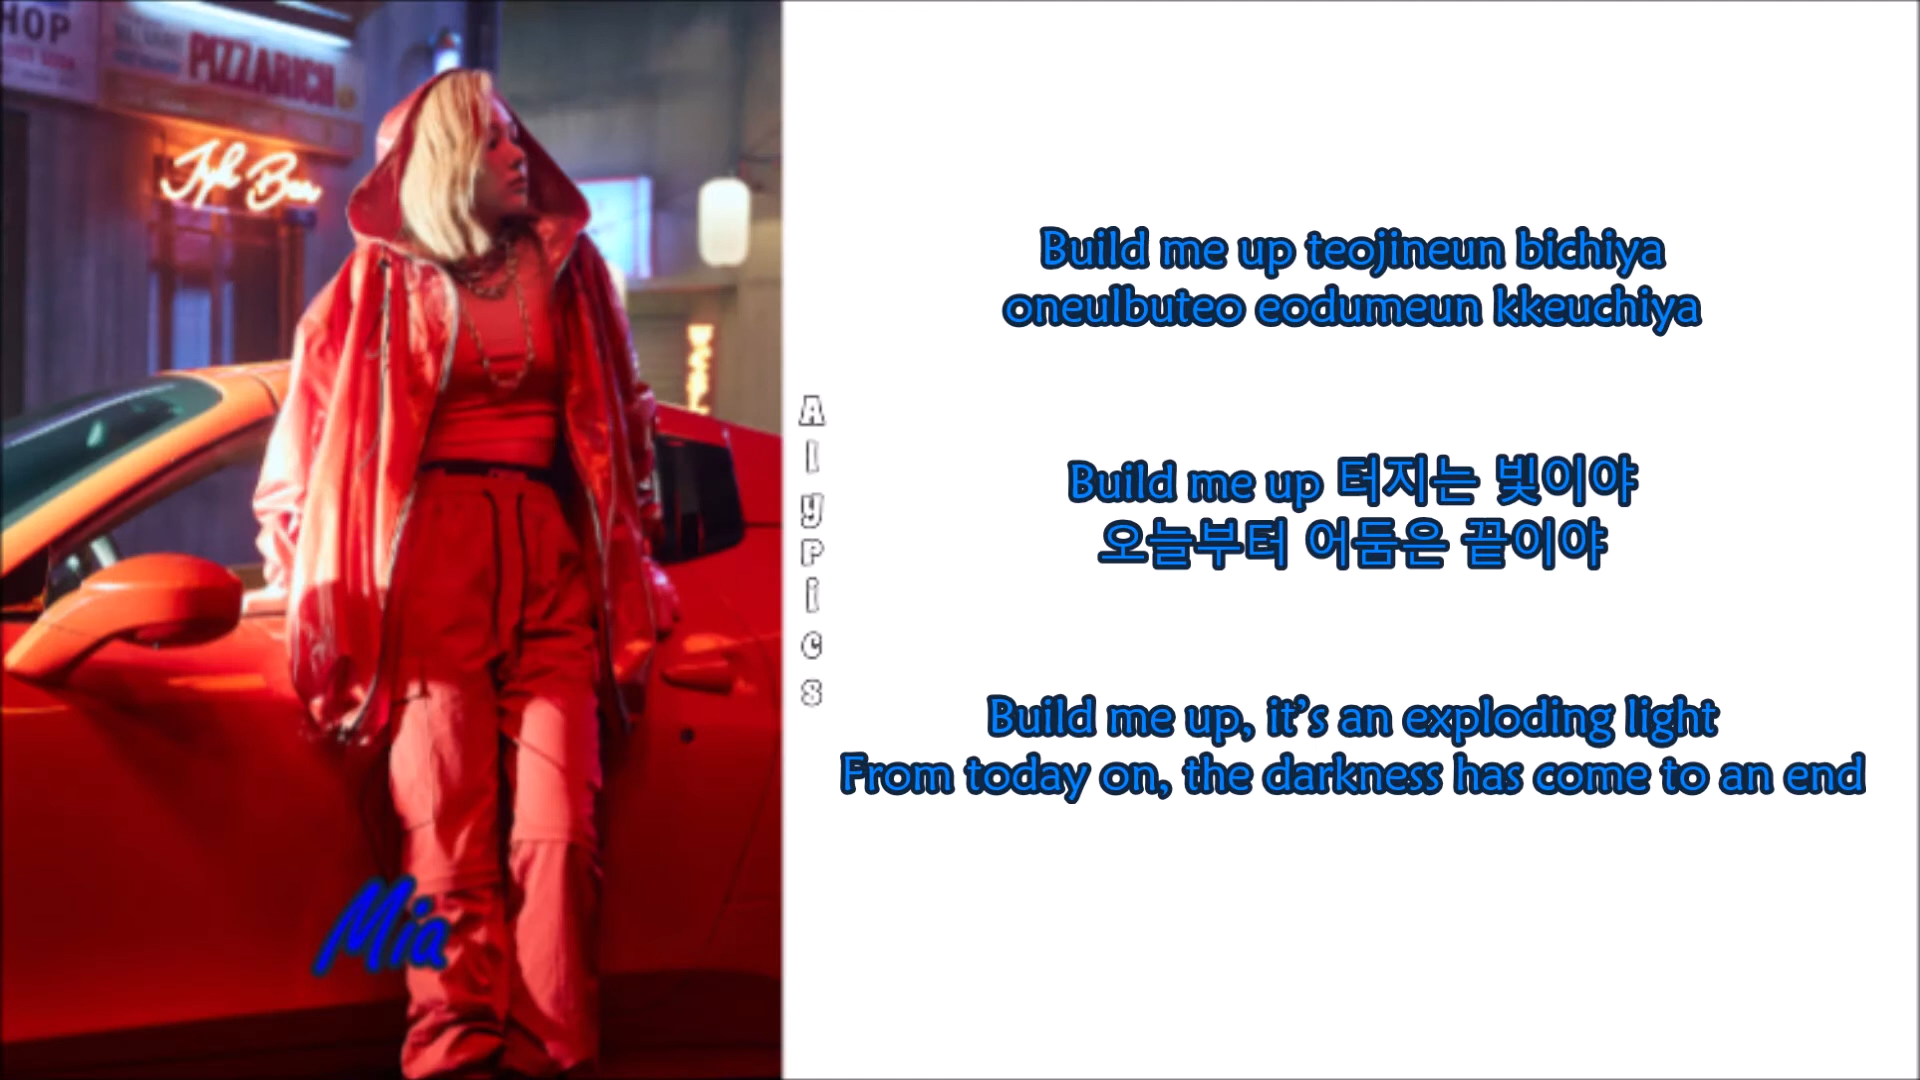 HOP
PIZZARICH
Build me up teojineun bichiya
oneulbuteo eodumeun kkeuchiya
Build me up 터지는 빛이야
오늘부터 어둠은 끝이야
Build me up, it's an exploding light
From today on, the darkness has come to an end
Alypics
Mia